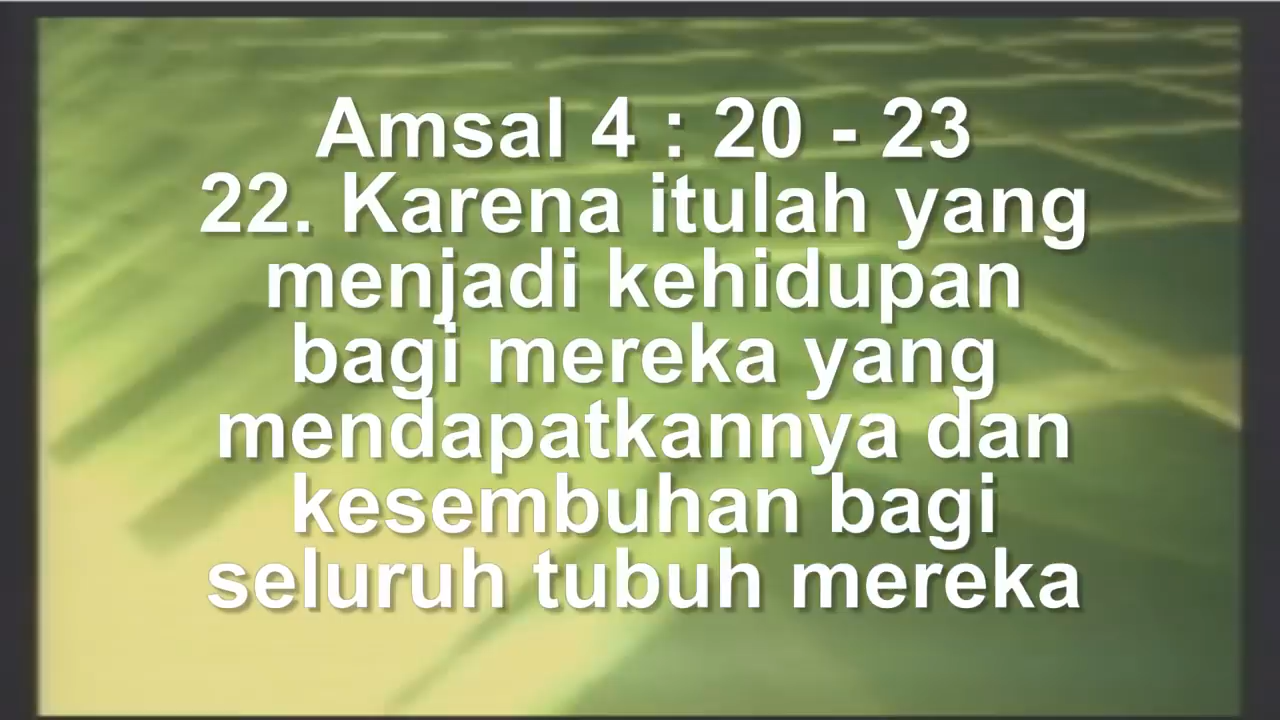 Amsal 4 : 20 - 23
22. Karena itulah yang
menjadi kehidupan
bagi mereka yang
mendapatkannya dan
kesembuhan bagi
seluruh tubuh mereka